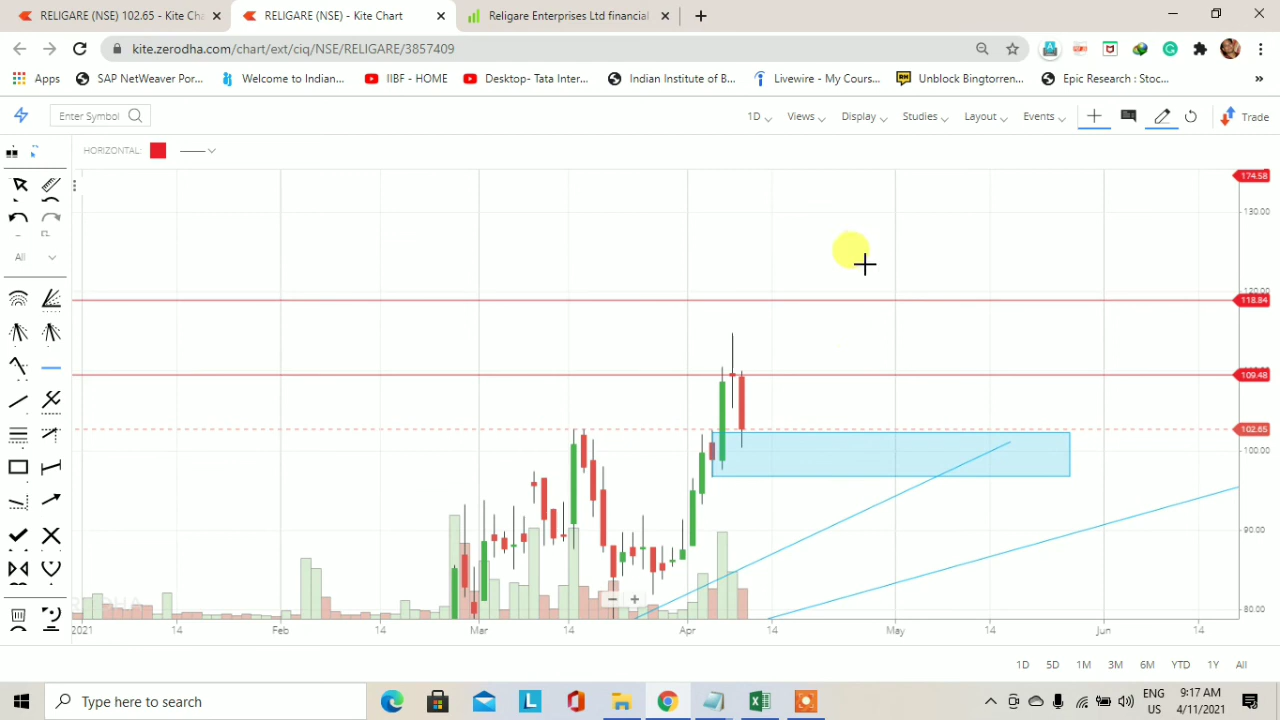 RELIGARE (NSE) 102.65 - Kite Cha
RELIGARE (NSE) - Kite Chart
Religare Enterprises Ltd financial
kite.zerodha.com/chart/ext/ciq/NSE/RELIGARE/3857409
Apps
SAP NetWeaver Por...
Welcome to Indian...
IIBF - HOME
Desktop- Tata Inter...
Indian Institute of B...
Livewire - My Cours...
Unblock Bingtorren...
Epic Research : Stoc...
Enter Symbol
1D
Views
Display
Studies
Layout
Events
Trade
HORIZONTAL:
174.58
130.00
All
118.84
109.48
102.65
100.00
90.00
80.00
2021
14
Feb
14
Mar
14
Apr
14
May
14
Jun
14
1D
5D
1M
3M
6M
YTD
1Y
All
Type here to search
ENG
US
9:17 AM
4/11/2021